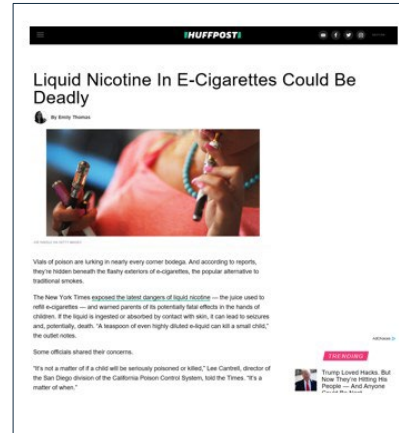 HUFFPOST
Liquid Nicotine In E-Cigarettes Could Be
Deadly
By Emily Thomas
Vials of poison are lurking in nearly every corner bodega. And according to reports,
they're hidden beneath the flashy exteriors of e-cigarettes, the popular alternative to
traditional smokes.
The New York Times exposed the latest dangers of liquid nicotine — the juice used to
refill e-cigarettes — and warned parents of its potentially fatal effects in the hands of
children. If the liquid is ingested or absorbed by contact with skin, it can lead to seizures
and, potentially, death. "A teaspoon of even highly diluted e-liquid can kill a small child,"
the outlet notes.
Some officials shared their concerns.
"It's not a matter of if a child will be seriously poisoned or killed," Lee Cantrell, director of
the San Diego division of the California Poison Control System, told the Times. "It's a
matter of when."
TRENDING
Trump Loved Hacks. But
Now They're Hitting His
People — And Anyone